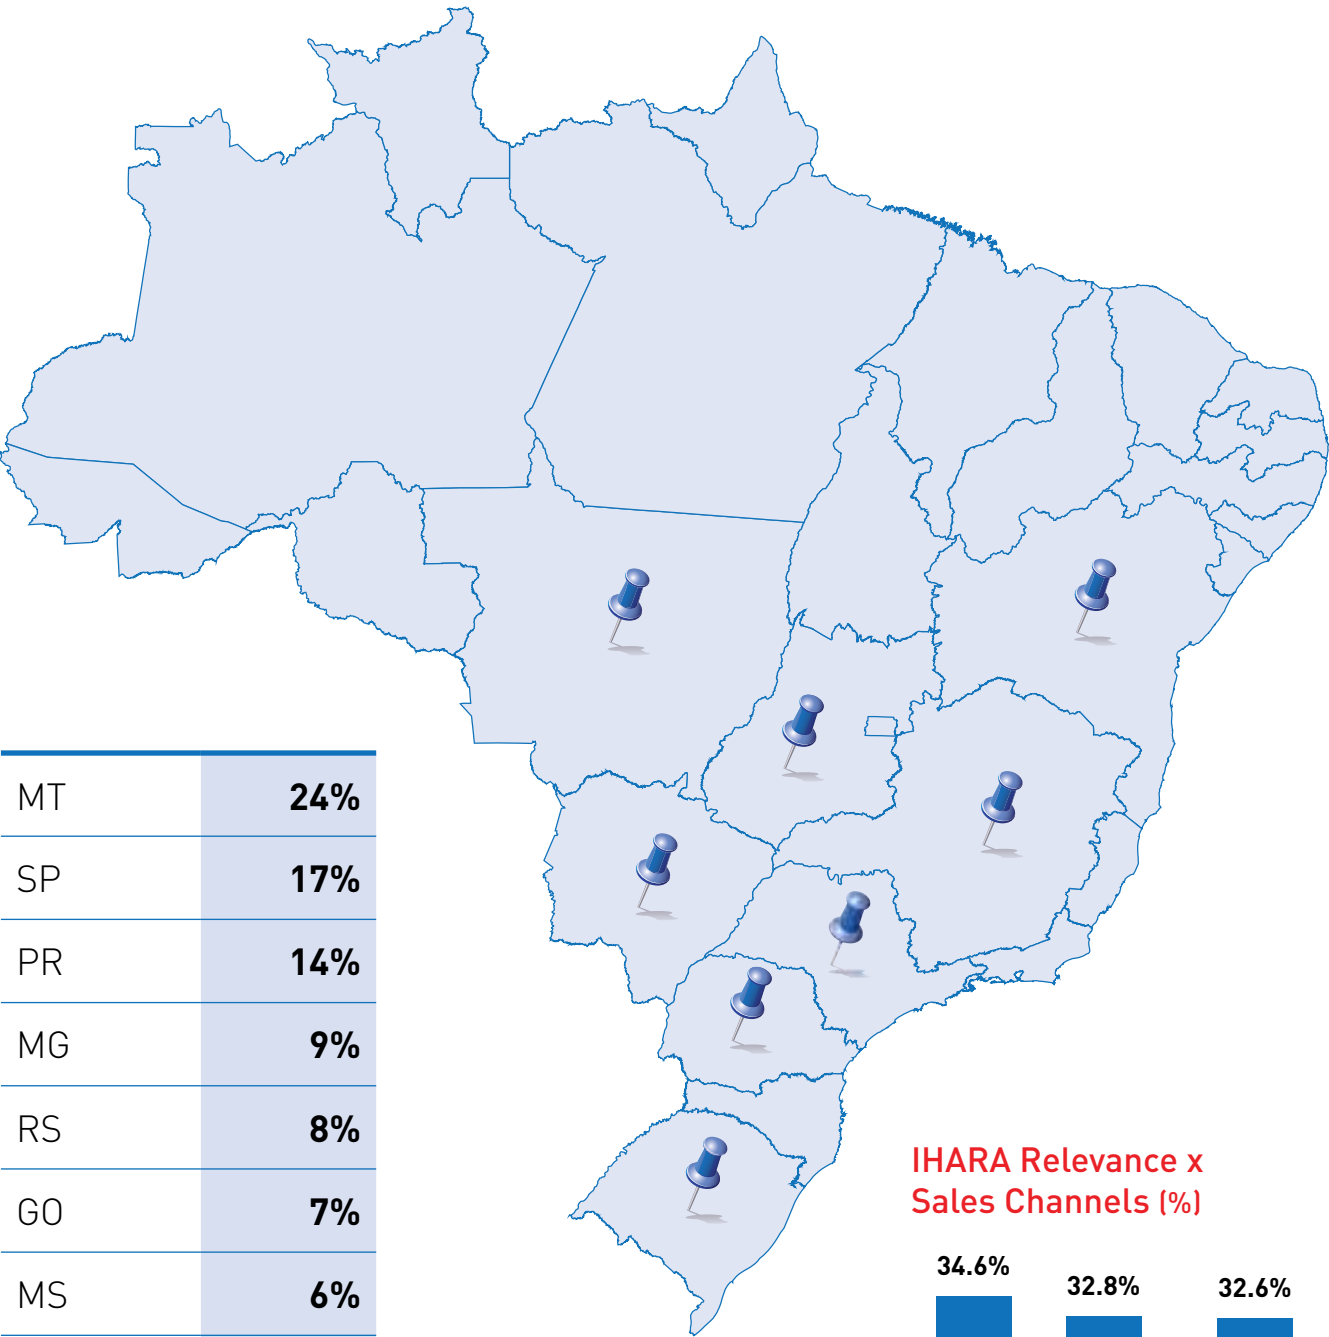 MT 24%
SP 17%
PR 14%
MG 9%
RS 8%
GO 7%
MS 6%
IHARA Relevance x
Sales Channels (%)
34.6% 32.8% 32.6%